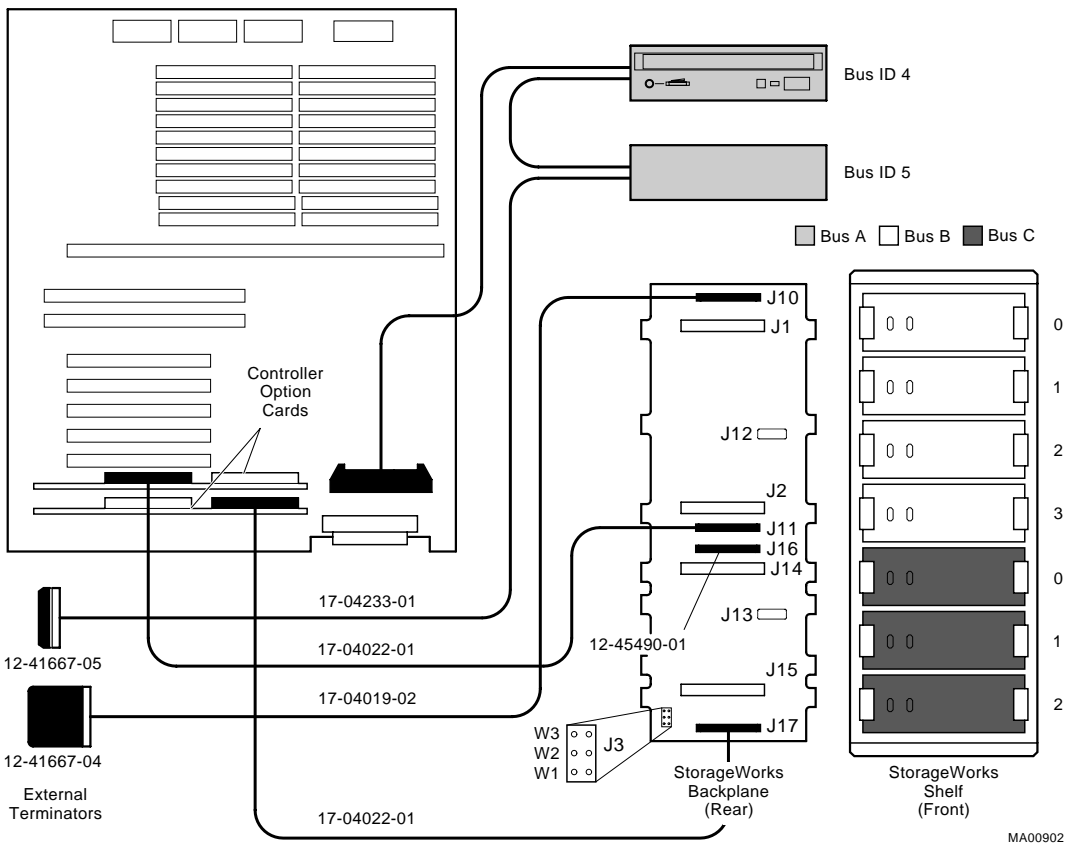 Bus ID 4
Bus ID 5
Bus A
Bus B
Bus C
J10
J1
0
1
Controller
Option
Cards
J12
2
J2
3
J11
J16
J14
0
17-04233-01
J13
12-45490-01
1
12-41667-05
17-04022-01
J15
17-04019-02
2
J17
W3
W2
W1
J3
12-41667-04
External
Terminators
StorageWorks
Backplane
(Rear)
StorageWorks
Shelf
(Front)
17-04022-01
MA00902